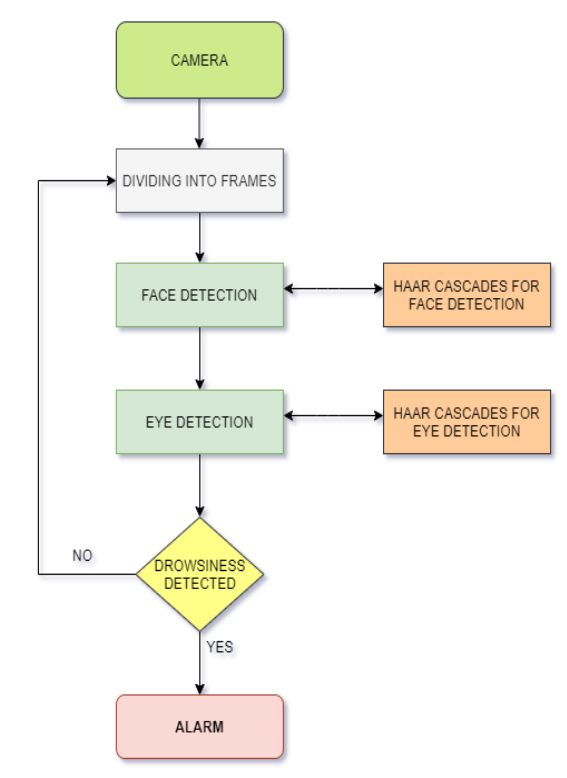 CAMERA
DIVIDING INTO FRAMES
FACE DETECTION
HAAR CASCADES FOR
FACE DETECTION
EYE DETECTION
HAAR CASCADES FOR
EYE DETECTION
NO
DROWSINESS
DETECTED
YES
ALARM